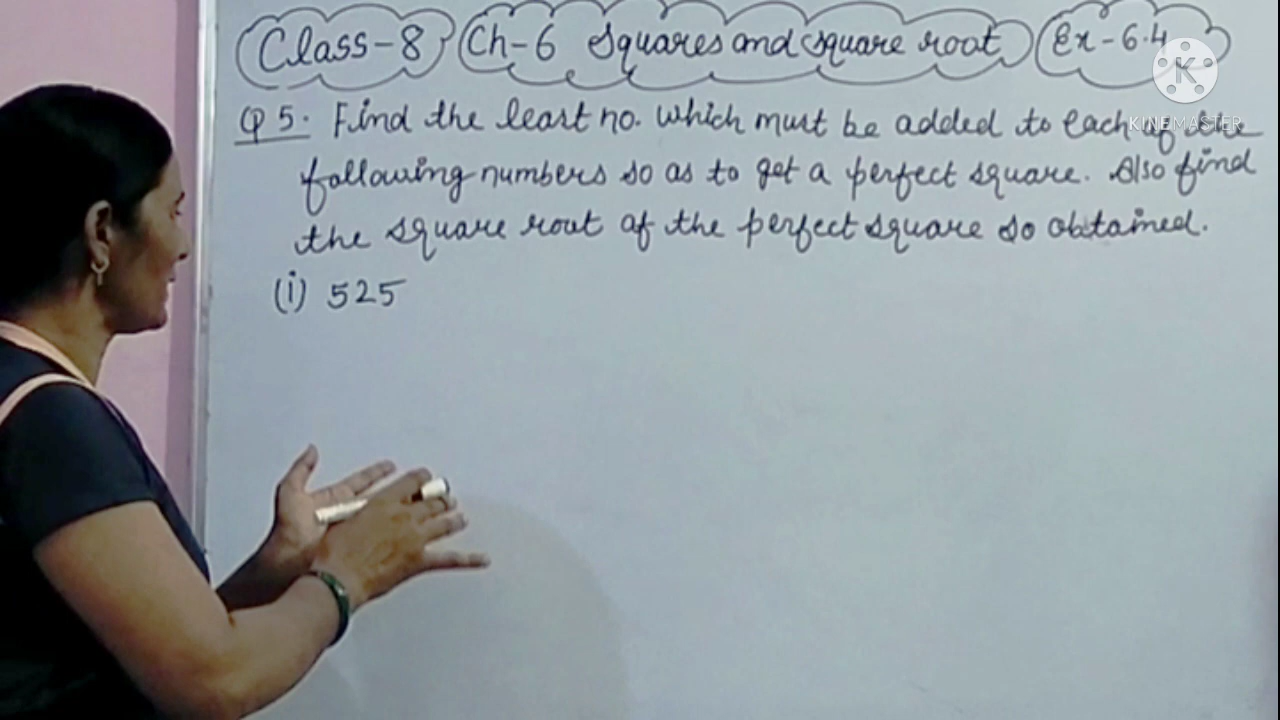 Class-8 Ch-6 Squares and square root Ex-6.4
Q5. Find the least no. which must be added to each of the
following numbers so as to get a perfect square. Also find
the square root of the perfect square so obtained.
(i) 525
K
KINEMASTER